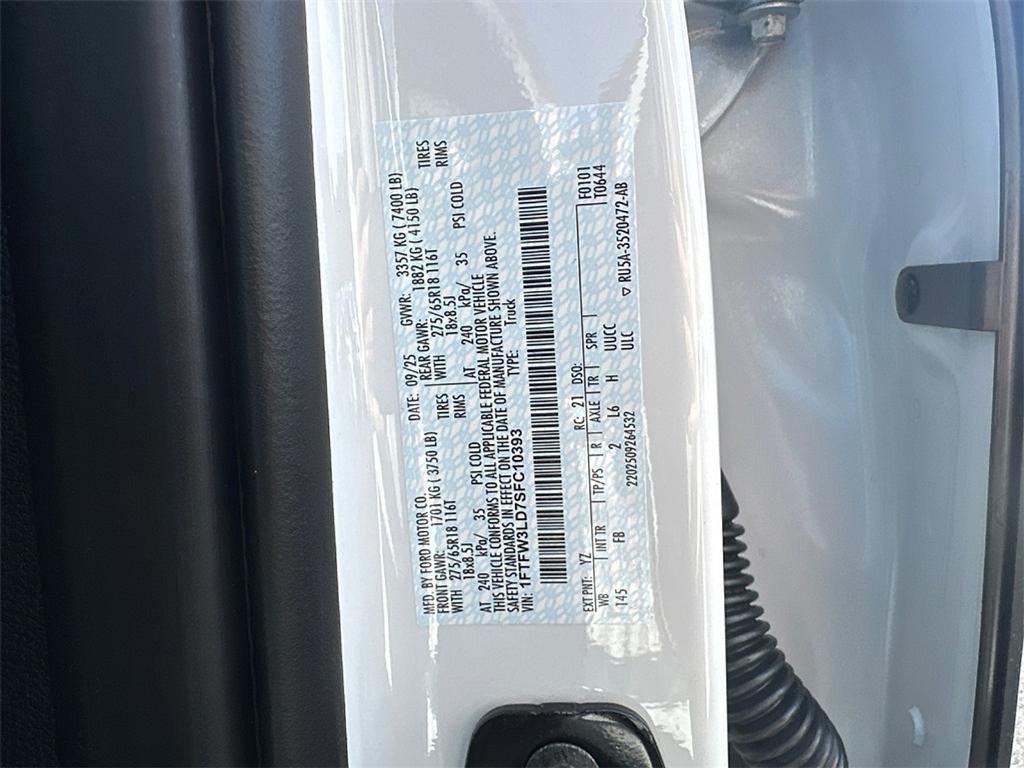 MFD. BY FORD MOTOR CO.
DATE: 09/25 GVWR: 3357 KG ( 7400 LB)
FRONT GAWR: 1701 KG ( 3750 LB) REAR GAWR: 1882 KG ( 4150 LB)
WITH 275/65R18 116T TIRES WITH 275/65R18 116T TIRES
18x8.5J RIMS 18x8.5J RIMS
AT 240 kPa/ 35 PSI COLD AT 240 kPa/ 35 PSI COLD
THIS VEHICLE CONFORMS TO ALL APPLICABLE FEDERAL MOTOR VEHICLE
SAFETY STANDARDS IN EFFECT ON THE DATE OF MANUFACTURE SHOWN ABOVE.
VIN: 1FTFW3LD7SFC10393 TYPE: Truck
EXT PNT: YZ RC: 21 DSO: F0101
WB INT TR TP/PS R AXLE TR SPR T0644
145 FB 2 L6 H UUCC
2202509264532 ULC ▽ RU5A-3520472-AB